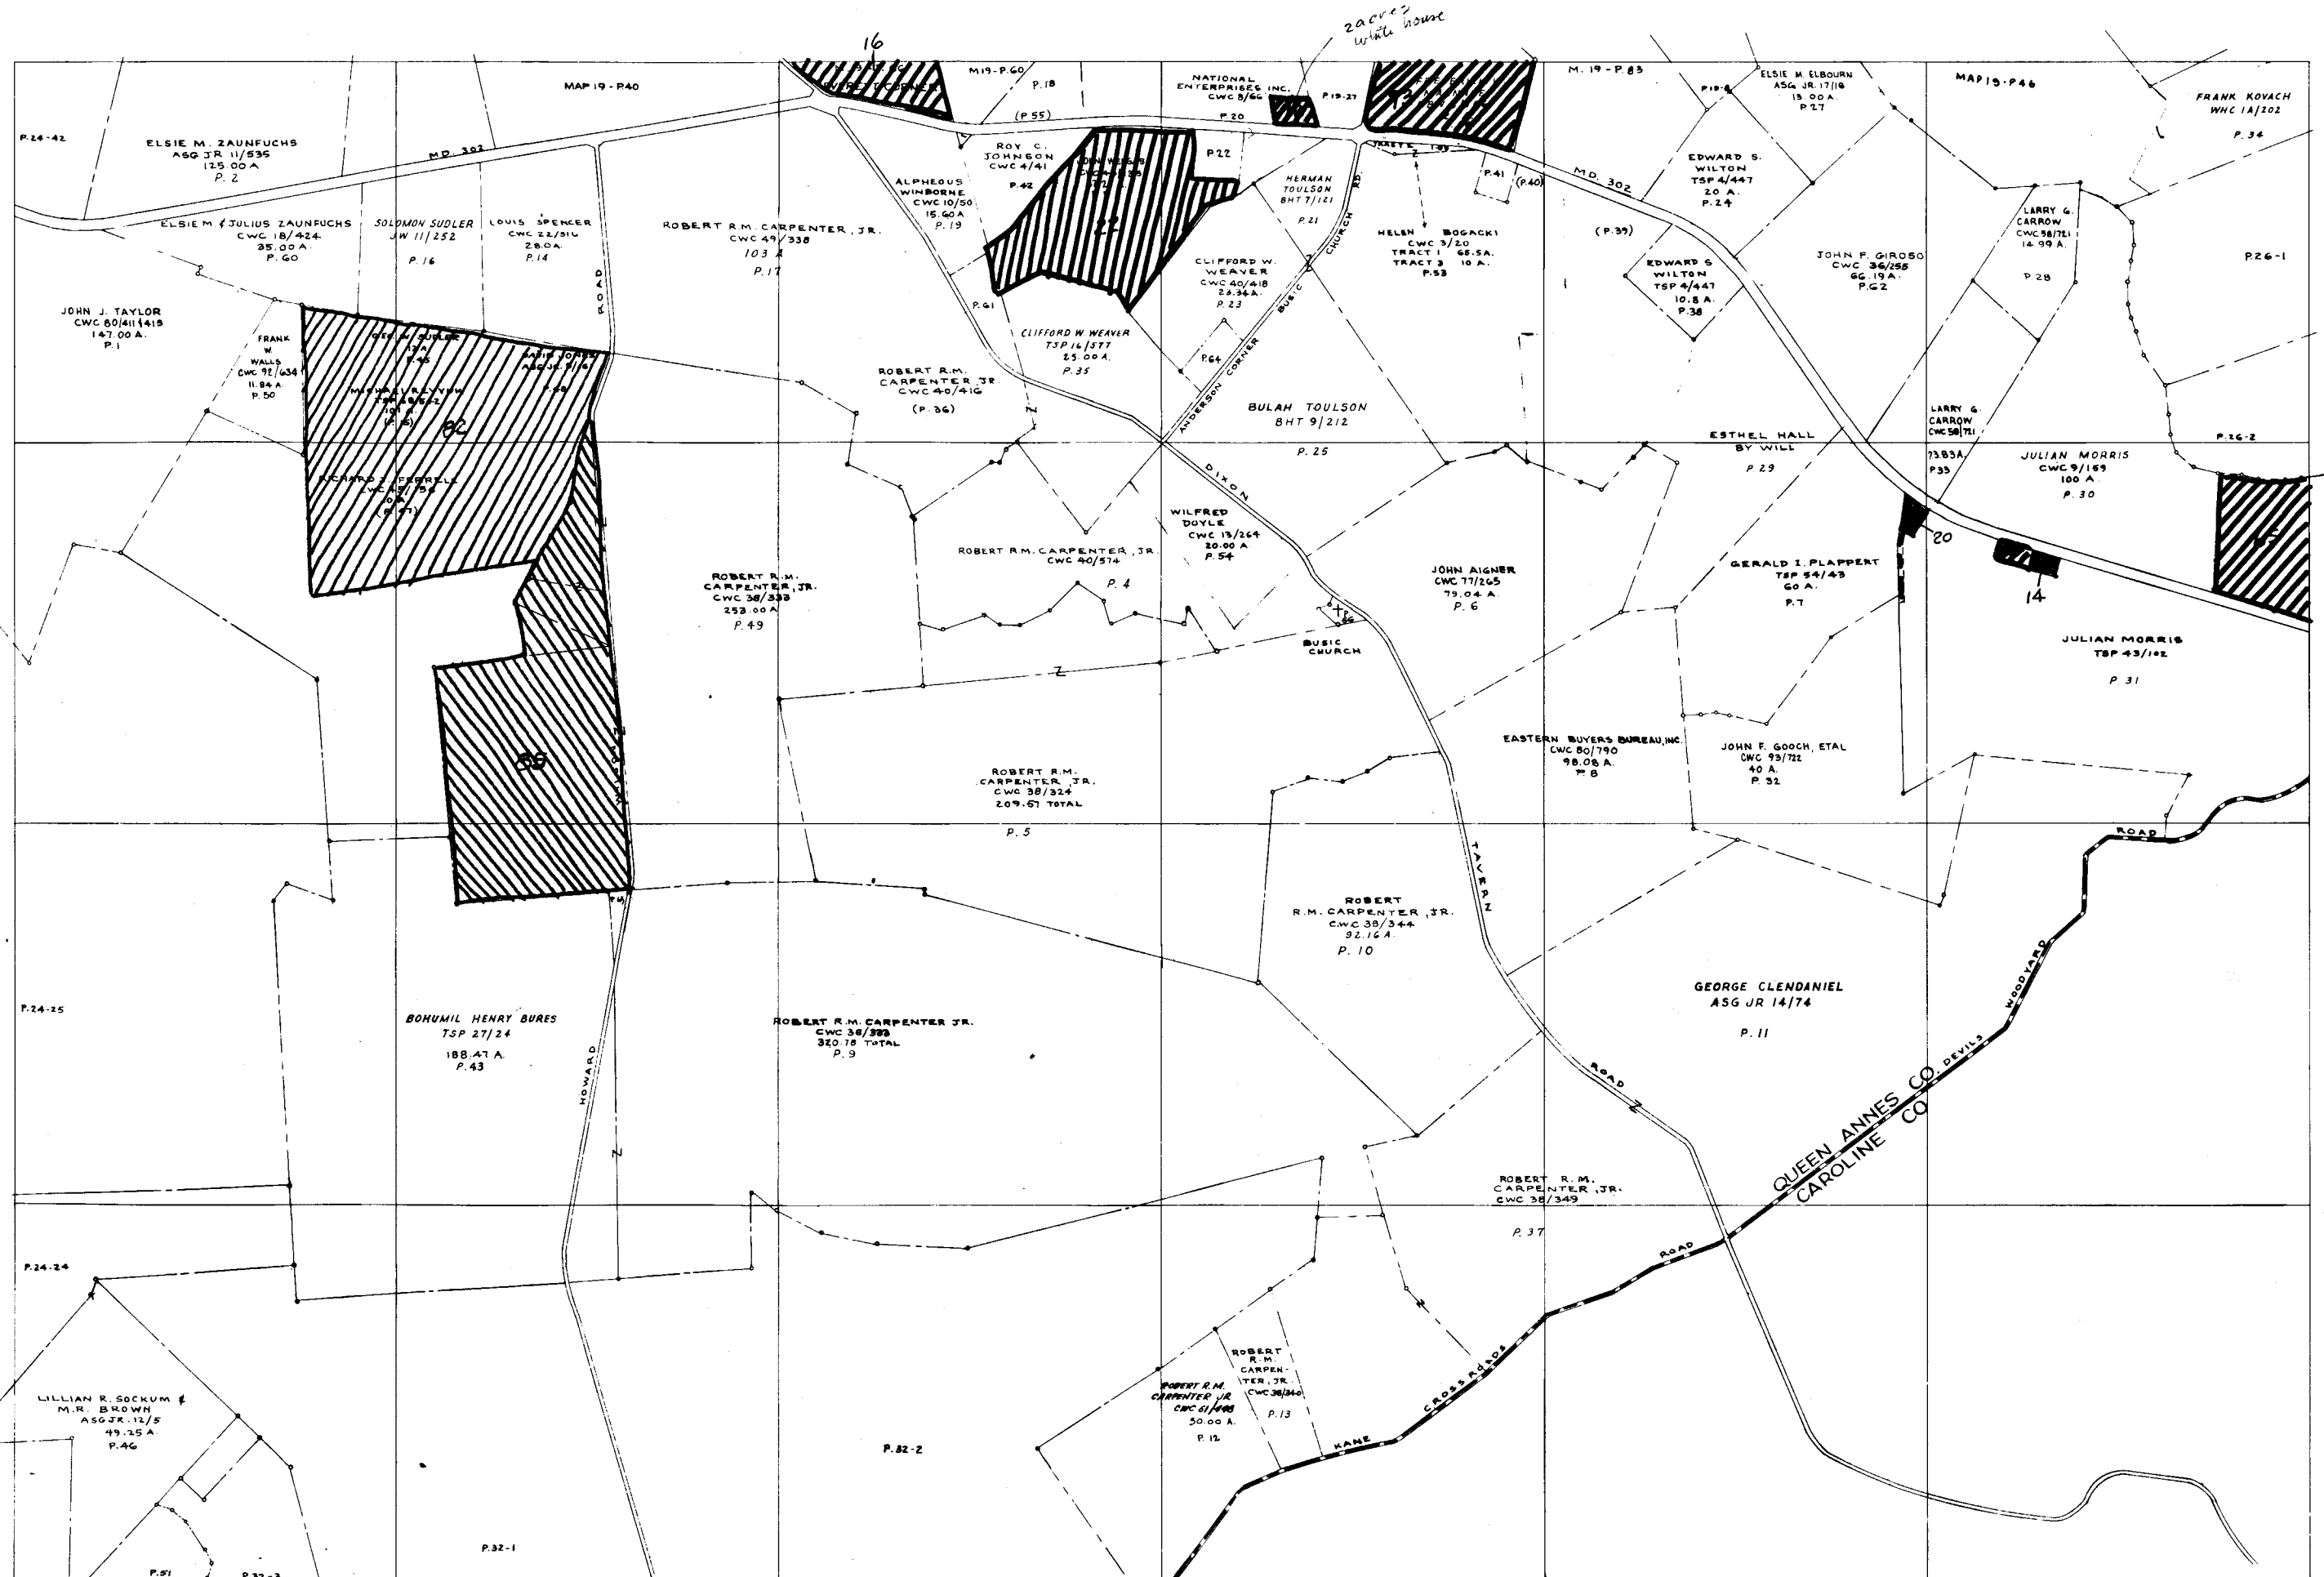 2 acres
white house
16
MAP 19 - P40
M19-P.60
P. 18
(P 55)
NATIONAL
ENTERPRISES INC.
CWC 8/66
P. 20
P.19-27
M. 19 - P. 83
ELSIE M. ELBOURN
ASG JR. 17/18
15.00 A.
P 27
MAP 19-P46
FRANK KOVACH
WHC 1A/202
P. 34
P. 24-42
ELSIE M. ZAUNFUCHS
ASG JR 11/535
125.00 A
P. 2
MD. 302
ELSIE M & JULIUS ZAUNFUCHS
CWC 18/424
35.00 A.
P. 60
SOLOMON SUDLER
JW 11/252
P. 16
LOUIS SPENCER
CWC 22/516
28.0 A.
P. 14
ROAD
ROBERT R.M. CARPENTER, JR.
CWC 49/338
103 A
P. 17
ALPHEOUS
WINBORNE
CWC 10/50
15.60 A.
P. 19
ROY C.
JOHNSON
CWC 4/41
P. 42
22
P. 22
HERMAN
TOULSON
BHT 7/121
P. 21
CHURCH RD.
HELEN BOGACKI
CWC 3/20
TRACT 1 65.5A.
TRACT 3 10 A.
P.53
P. 41
(P.40)
MD. 302
EDWARD S.
WILTON
TSP 4/447
20 A.
P. 24
(P. 39)
EDWARD S
WILTON
TSP 4/447
10.8 A.
P. 38
JOHN F. GIROSO
CWC 36/255
66.19 A.
P. 62
LARRY G.
CARROW
CWC 58/721
14.99 A.
P. 28
P.26-1
JOHN J. TAYLOR
CWC 80/411 & 415
147.00 A.
P. 1
FRANK
W.
WALLS
CWC 92/634
11.84 A.
P. 50
82
P. 61
CLIFFORD W.
WEAVER
CWC 40/418
23.34 A.
P. 23
BUSIC
CLIFFORD W. WEAVER
TSP 16/577
25.00 A.
P. 35
P.64
ANDERSON CORNER
ROBERT R.M.
CARPENTER, JR.
CWC 40/416
(P. 36)
BULAH TOULSON
BHT 9/212
P. 25
ESTHEL HALL
BY WILL
P 29
LARRY G.
CARROW
CWC 58/721
73.83A.
P33
JULIAN MORRIS
CWC 9/169
100 A.
P. 30
P.26-2
DIXON
WILFRED
DOYLE
CWC 13/264
20.00 A
P. 54
ROBERT R.M. CARPENTER, JR.
CWC 40/574
P. 4
20
14
ROBERT R.M.
CARPENTER, JR.
CWC 38/333
253.00 A
P. 49
JOHN AIGNER
CWC 77/265
79.04 A.
P. 6
GERALD I. PLAPPERT
TSP 54/43
60 A.
P. 7
BUSIC
CHURCH
JULIAN MORRIS
TSP 43/102
P 31
EASTERN BUYERS BUREAU, INC.
CWC 80/790
98.08 A.
P. 8
JOHN F. GOOCH, ETAL
CWC 93/722
40 A.
P. 32
ROBERT R.M.
CARPENTER, JR.
CWC 38/324
209.67 TOTAL
P. 5
ROAD
TAVERN
ROBERT
R.M. CARPENTER, JR.
CWC 38/344
92.16 A.
P. 10
GEORGE CLENDANIEL
ASG JR 14/74
P. 11
WOODYARD
P.24-25
BOHUMIL HENRY BURES
TSP 27/24
188.47 A.
P. 43
HOWARD
ROBERT R.M. CARPENTER JR.
320.78 TOTAL
P. 9
ROAD
DEVILS
QUEEN ANNES CO.
CAROLINE CO
ROBERT R.M.
CARPENTER, JR.
CWC 38/349
P. 37
ROAD
P.24-24
ROBERT
R.M.
CARPEN-
TER, JR.
CWC 38/340
P. 13
ROBERT R.M.
CARPENTER JR
50.00 A.
P. 12
CROSS ROADS
KANE
LILLIAN R. SOCKUM &
M.R. BROWN
ASG JR. 12/5
49.25 A.
P. 46
P.32-2
P.32-1
P.51
P.32-3